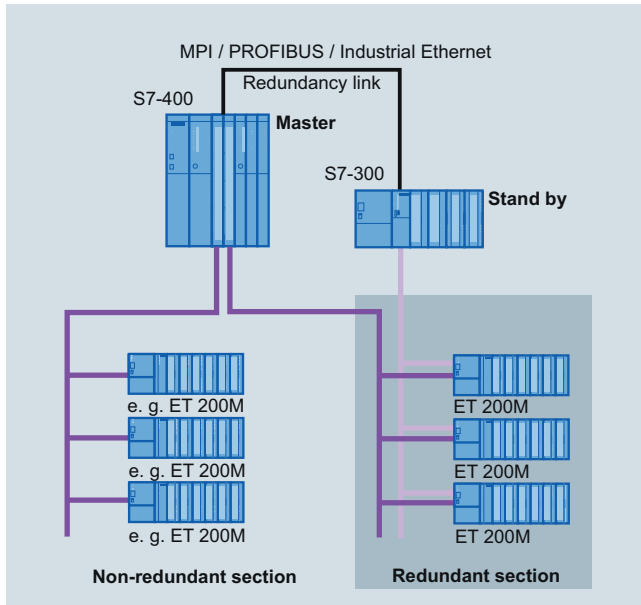 MPI / PROFIBUS / Industrial Ethernet
Redundancy link
S7-400
Master
S7-300
Stand by
e. g. ET 200M
ET 200M
e. g. ET 200M
ET 200M
e. g. ET 200M
ET 200M
Non-redundant section
Redundant section